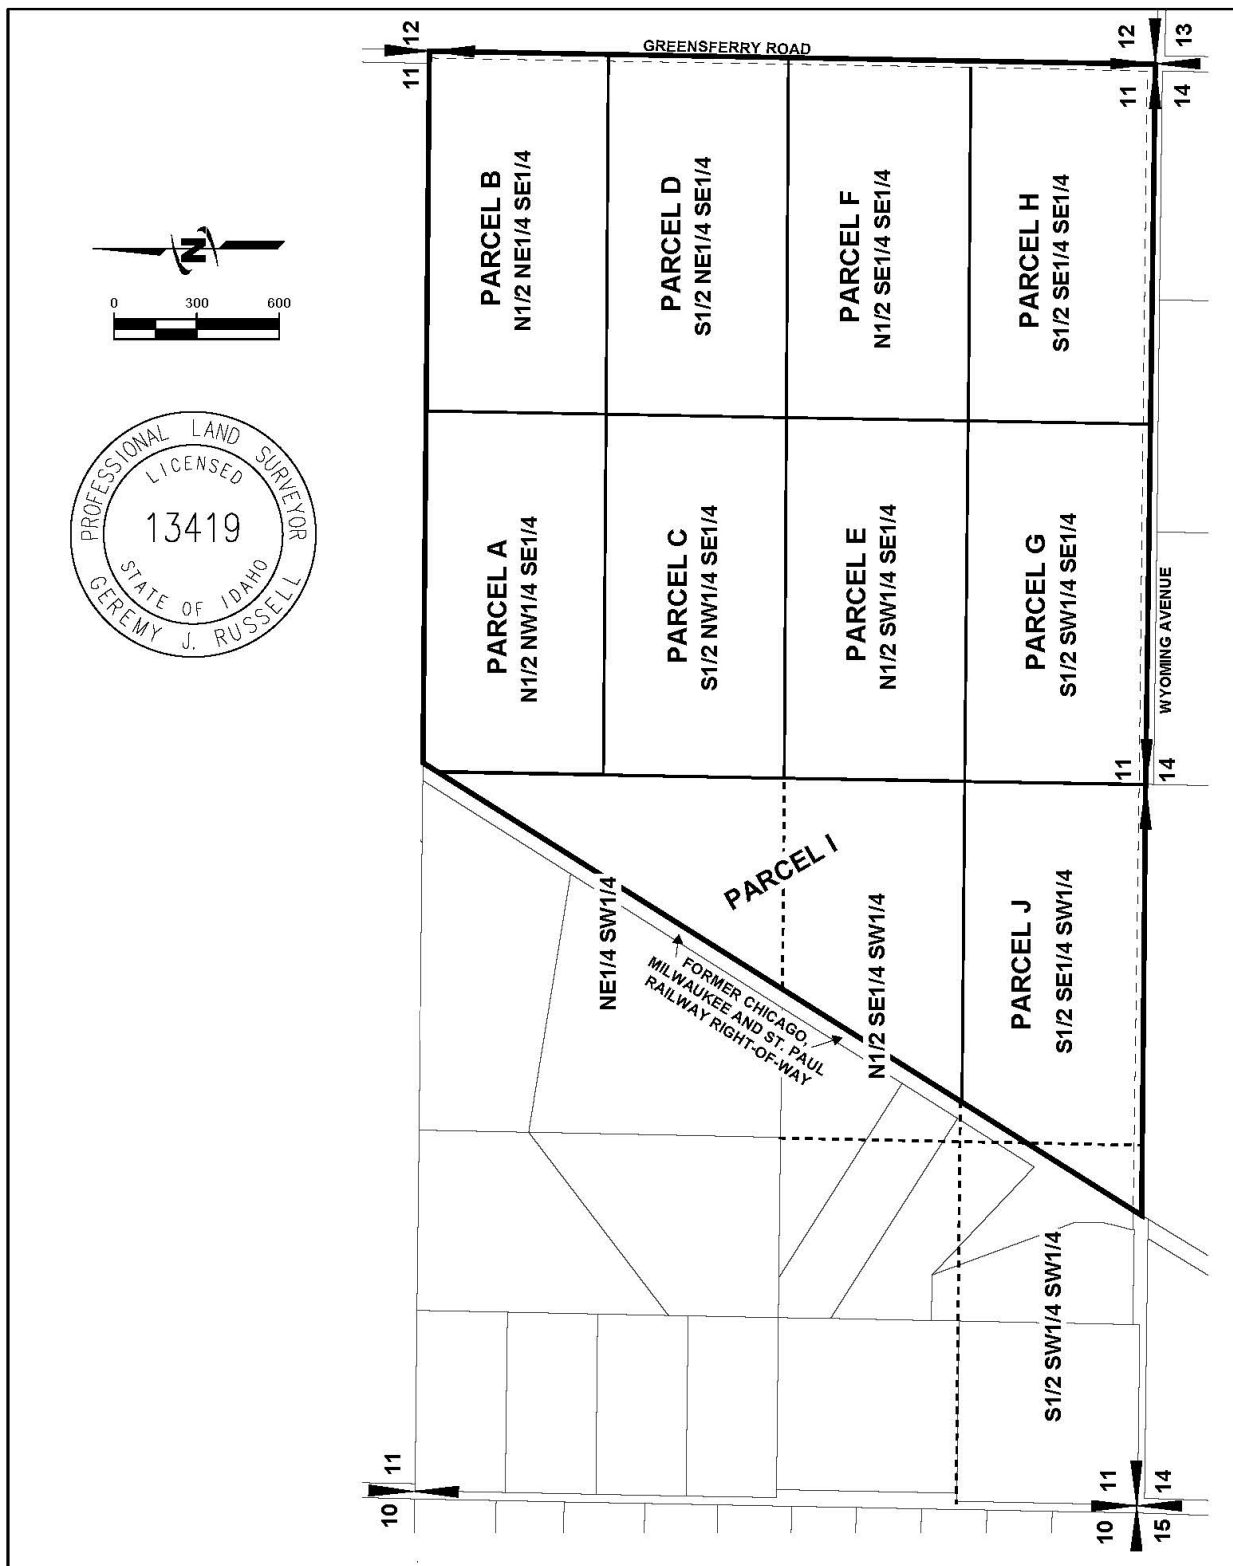 12
11
GREENSFERRY ROAD
12
13
11
14
PARCEL B
N1/2 NE1/4 SE1/4
PARCEL D
S1/2 NE1/4 SE1/4
PARCEL F
N1/2 SE1/4 SE1/4
PARCEL H
S1/2 SE1/4 SE1/4
N
0 300 600
PROFESSIONAL LAND SURVEYOR
LICENSED
13419
STATE OF IDAHO
GEREMY J. RUSSELL
PARCEL A
N1/2 NW1/4 SE1/4
PARCEL C
S1/2 NW1/4 SE1/4
PARCEL E
N1/2 SW1/4 SE1/4
PARCEL G
S1/2 SW1/4 SE1/4
WYOMING AVENUE
11
14
PARCEL I
NE1/4 SW1/4
N1/2 SE1/4 SW1/4
PARCEL J
S1/2 SE1/4 SW1/4
FORMER CHICAGO,
MILWAUKEE AND ST. PAUL
RAILWAY RIGHT-OF-WAY
S1/2 SW1/4 SW1/4
11
10
11
14
10
15